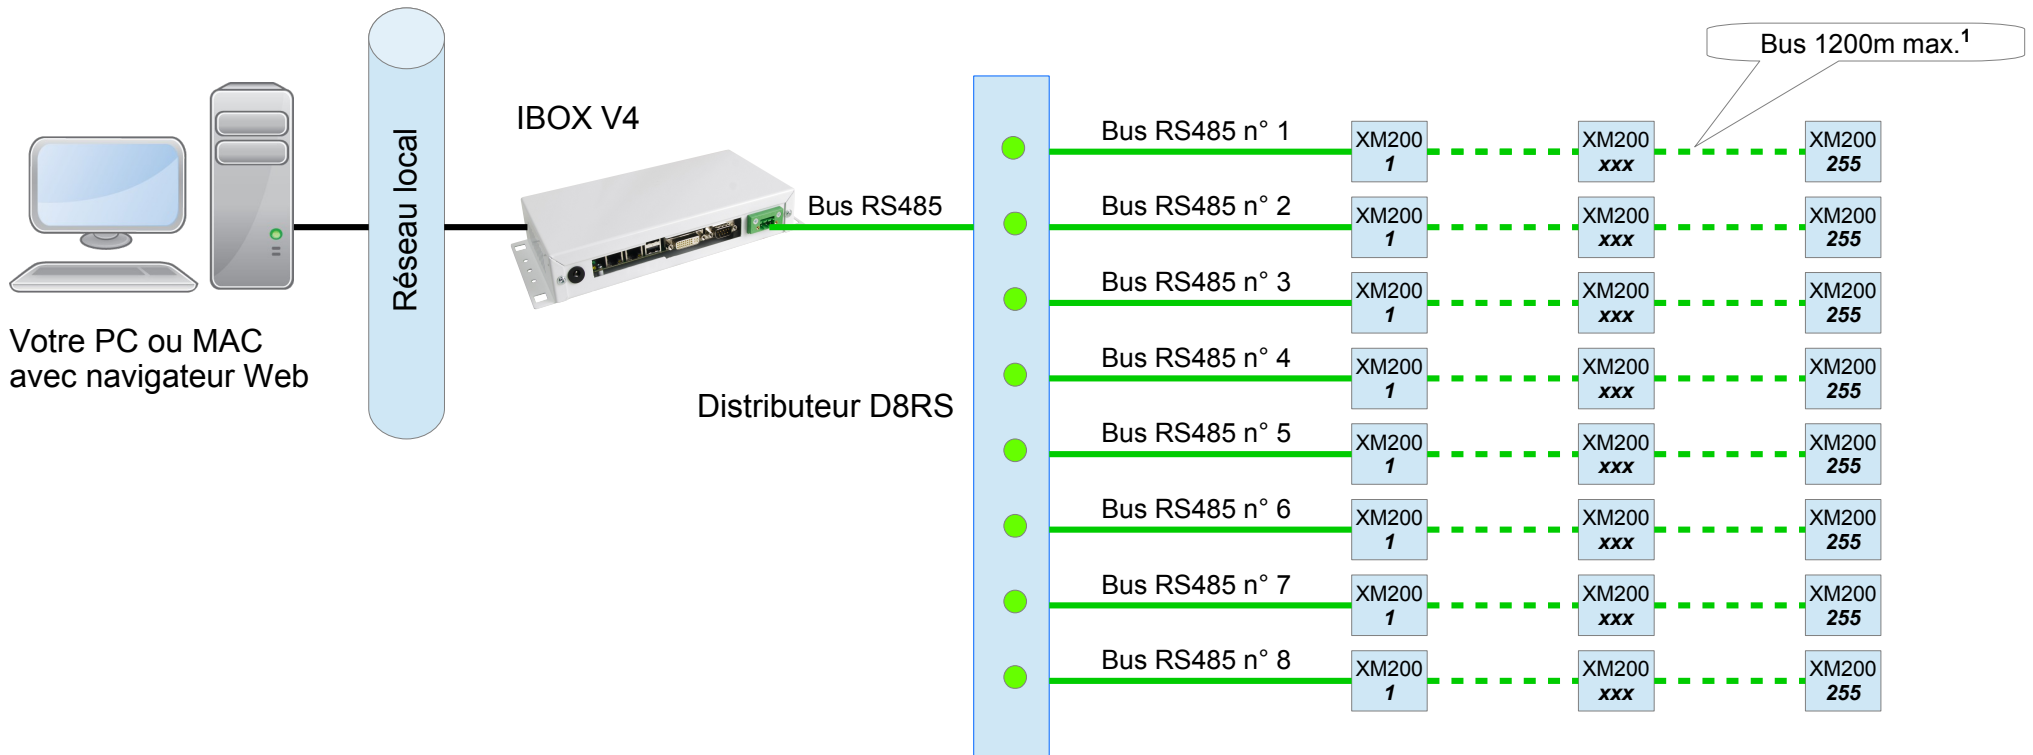 Bus 1200m max.¹
IBOX V4
Réseau local
Bus RS485
Votre PC ou MAC
avec navigateur Web
Distributeur D8RS
Bus RS485 n° 1
XM200
1
XM200
xxx
XM200
255
Bus RS485 n° 2
XM200
1
XM200
xxx
XM200
255
Bus RS485 n° 3
XM200
1
XM200
xxx
XM200
255
Bus RS485 n° 4
XM200
1
XM200
xxx
XM200
255
Bus RS485 n° 5
XM200
1
XM200
xxx
XM200
255
Bus RS485 n° 6
XM200
1
XM200
xxx
XM200
255
Bus RS485 n° 7
XM200
1
XM200
xxx
XM200
255
Bus RS485 n° 8
XM200
1
XM200
xxx
XM200
255